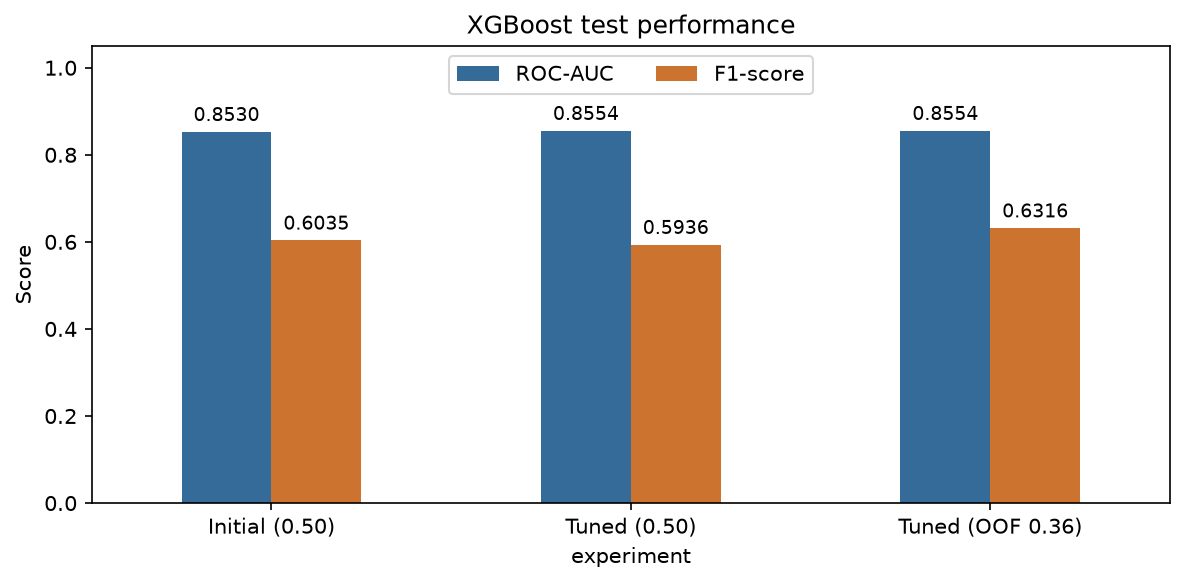 XGBoost test performance
ROC-AUC F1-score
1.0
0.8
0.6
0.4
0.2
0.0
Score
0.8530
0.6035
0.8554
0.5936
0.8554
0.6316
Initial (0.50)
Tuned (0.50)
Tuned (OOF 0.36)
experiment